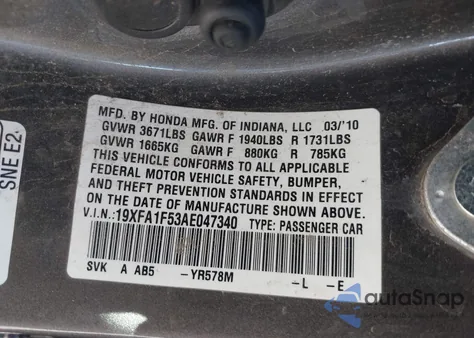 MFD. BY HONDA MFG. OF INDIANA, LLC 03/'10
GVWR 3671LBS GAWR F 1940LBS R 1731LBS
GVWR 1665KG GAWR F 880KG R 785KG
THIS VEHICLE CONFORMS TO ALL APPLICABLE
FEDERAL MOTOR VEHICLE SAFETY, BUMPER,
AND THEFT PREVENTION STANDARDS IN EFFECT
ON THE DATE OF MANUFACTURE SHOWN ABOVE.
V.I.N.:19XFA1F53AE047340 TYPE: PASSENGER CAR
SVK A AB5 -YR578M -L -E
SNE E2
autoSnap